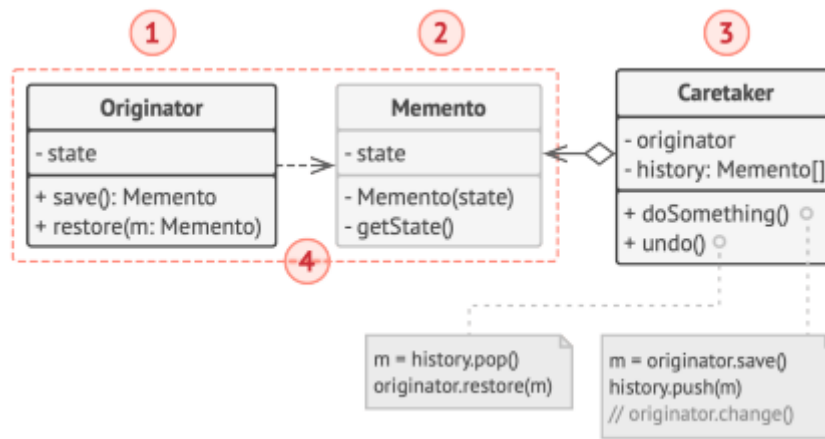 1
2
3
Originator
- state
+ save(): Memento
+ restore(m: Memento)
Memento
- state
- Memento(state)
- getState()
Caretaker
- originator
- history: Memento[]
+ doSomething()
+ undo()
4
m = history.pop()
originator.restore(m)
m = originator.save()
history.push(m)
// originator.change()